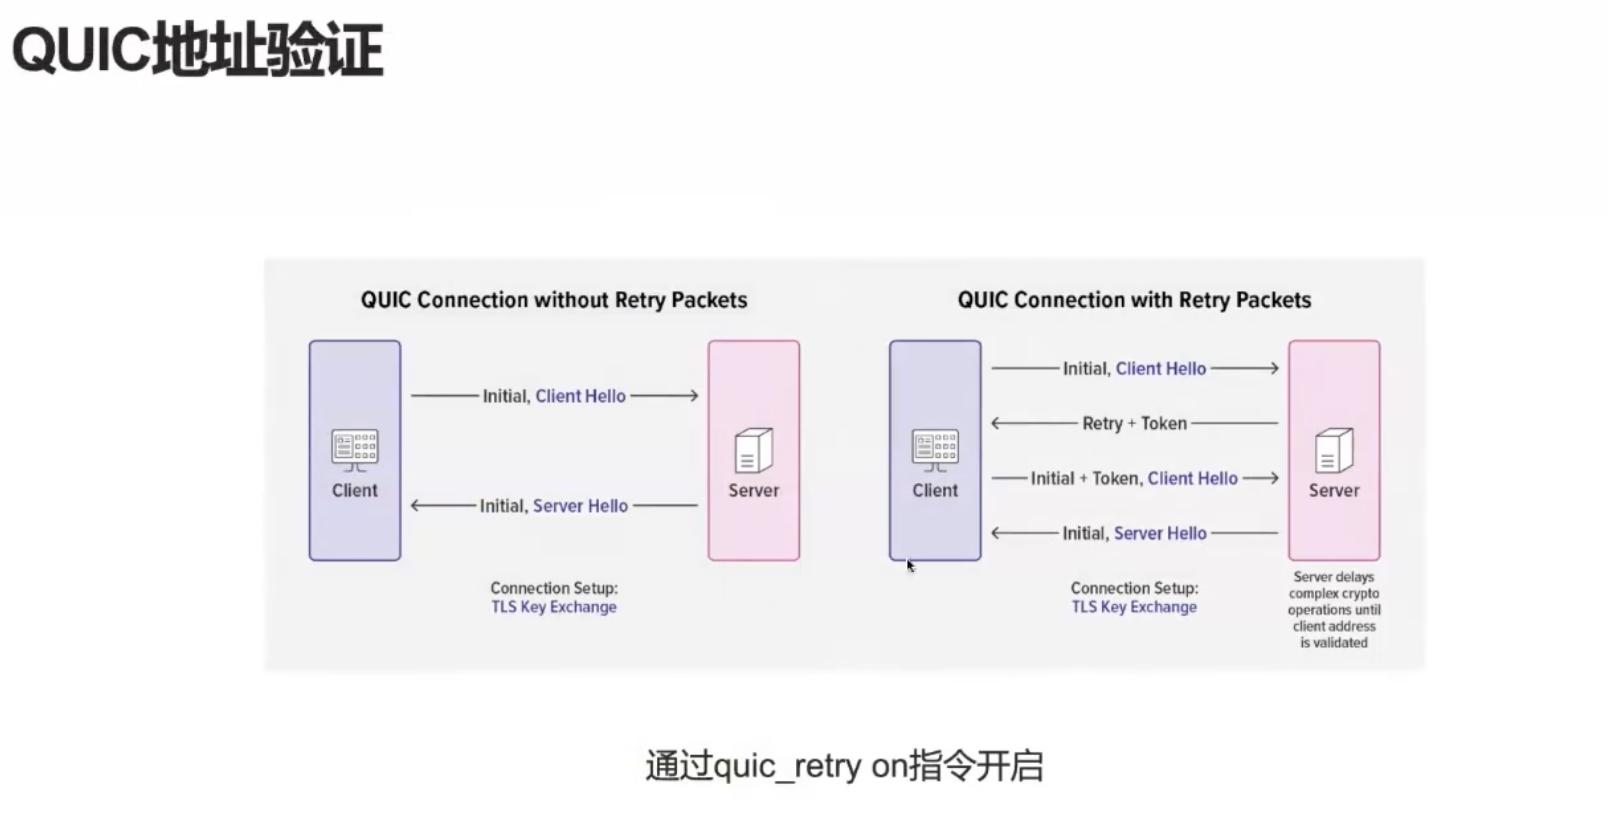 QUIC地址验证
QUIC Connection without Retry Packets
Initial, Client Hello
Client
Server
Initial, Server Hello
Connection Setup:
TLS Key Exchange
QUIC Connection with Retry Packets
Initial, Client Hello
Retry + Token
Initial + Token, Client Hello
Client
Server
Initial, Server Hello
Connection Setup:
TLS Key Exchange
Server delays
complex crypto
operations until
client address
is validated
通过quic_retry on指令开启